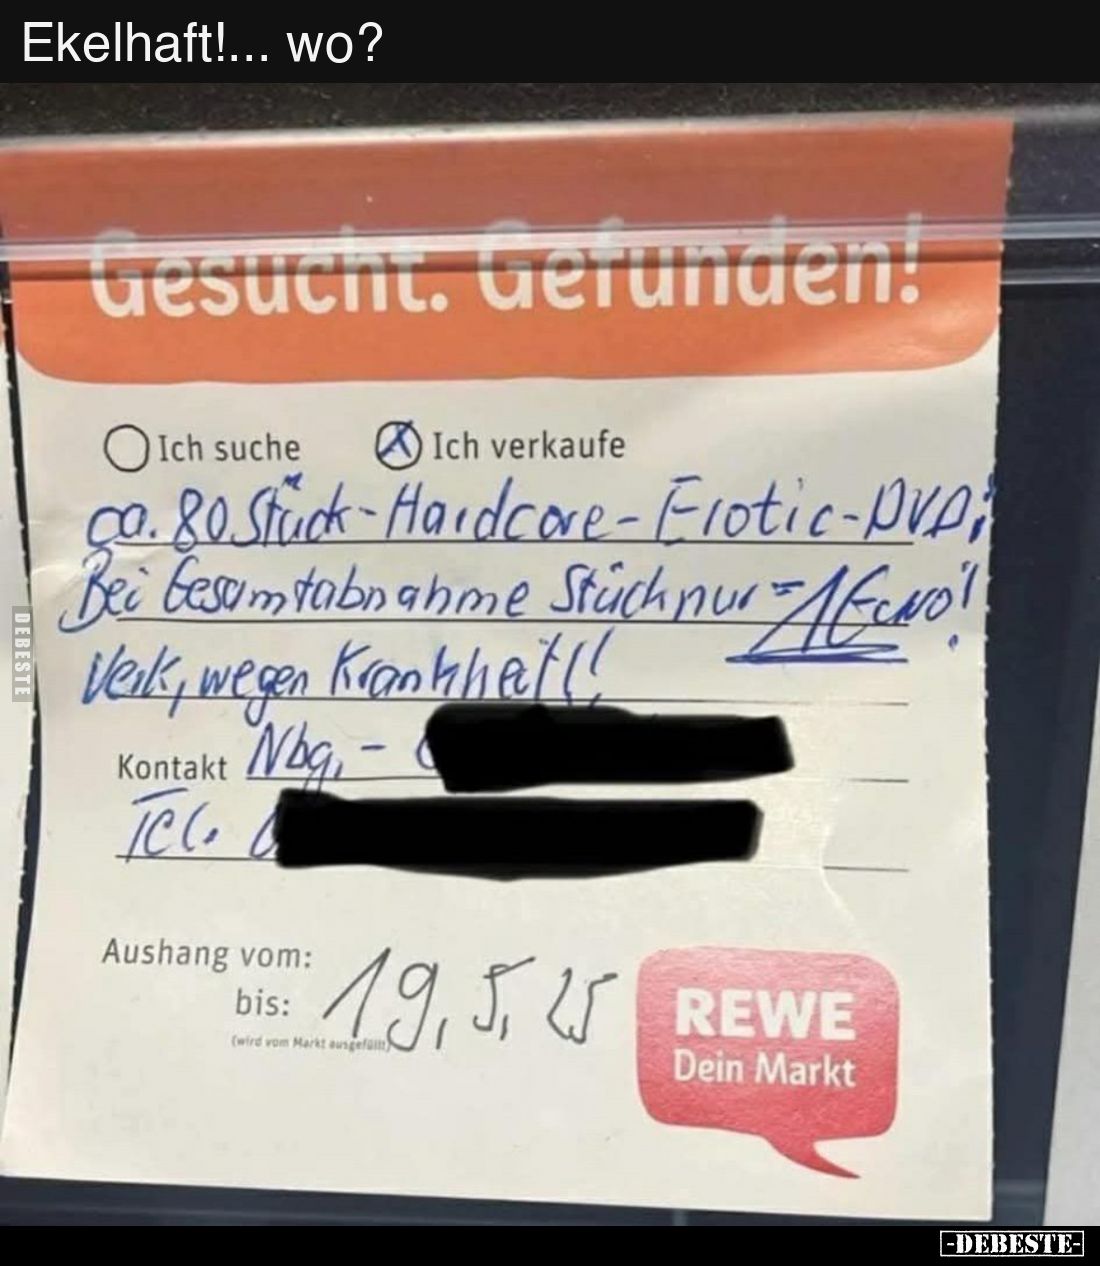 Ekelhaft!... wo?
Gesucht. Gefunden!
Ich suche Ich verkaufe
ca. 80 Stück-Hardcore-Erotic-DVD;
Bei Gesamtabnahme Stück nur = 1 Euro!
Verk, wegen Krankheit!!
Kontakt Nbg, -
Tel.
Aushang vom:
bis: 19, 5, 25
(wird vom Markt ausgefüllt)
REWE
Dein Markt
DEBESTE
-DEBESTE-